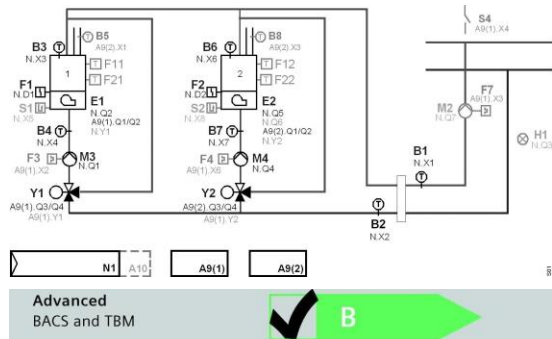 S4
A9(1).X4
B3
N.X3
B5
A9(2).X1
B6
N.X6
B8
A9(2).X3
1
2
F11
F21
F12
F22
F1
N.D1
S1
N.X5
E1
N.Q2
A9(1).Q1/Q2
N.Y1
F2
N.D2
S2
N.X8
E2
N.Q5
N.Q6
A9(2).Q1/Q2
N.Y2
F7
A9(1).X3
M2
N.Q7
H1
N.Q3
B4
N.X4
B7
N.X7
F3
A9(1).X2
M3
N.Q1
F4
A9(1).X6
M4
N.Q4
B1
N.X1
Y1
A9(1).Q3/Q4
A9(1).Y1
Y2
A9(2).Q3/Q4
A9(1).Y2
B2
N.X2
N1
A10
A9(1)
A9(2)
Advanced
BACS and TBM
B